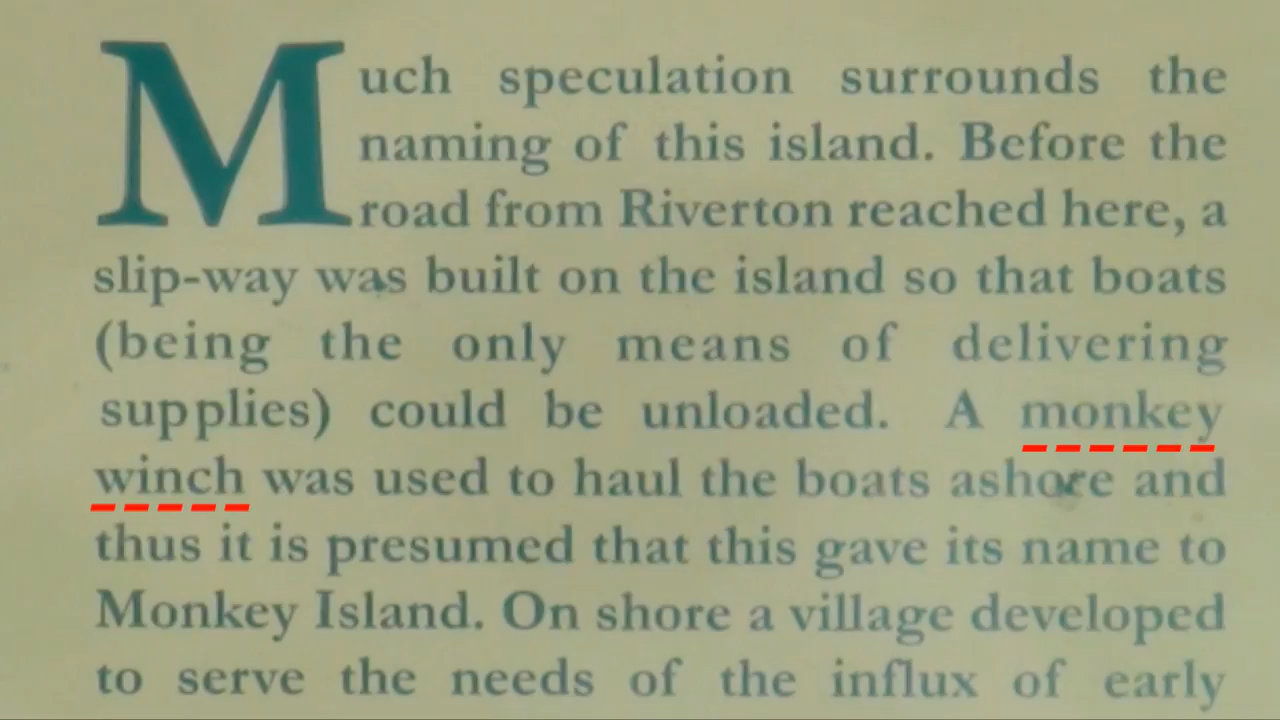 Much speculation surrounds the
naming of this island. Before the
road from Riverton reached here, a
slip-way was built on the island so that boats
(being the only means of delivering
supplies) could be unloaded. A monkey
winch was used to haul the boats ashore and
thus it is presumed that this gave its name to
Monkey Island. On shore a village developed
to serve the needs of the influx of early